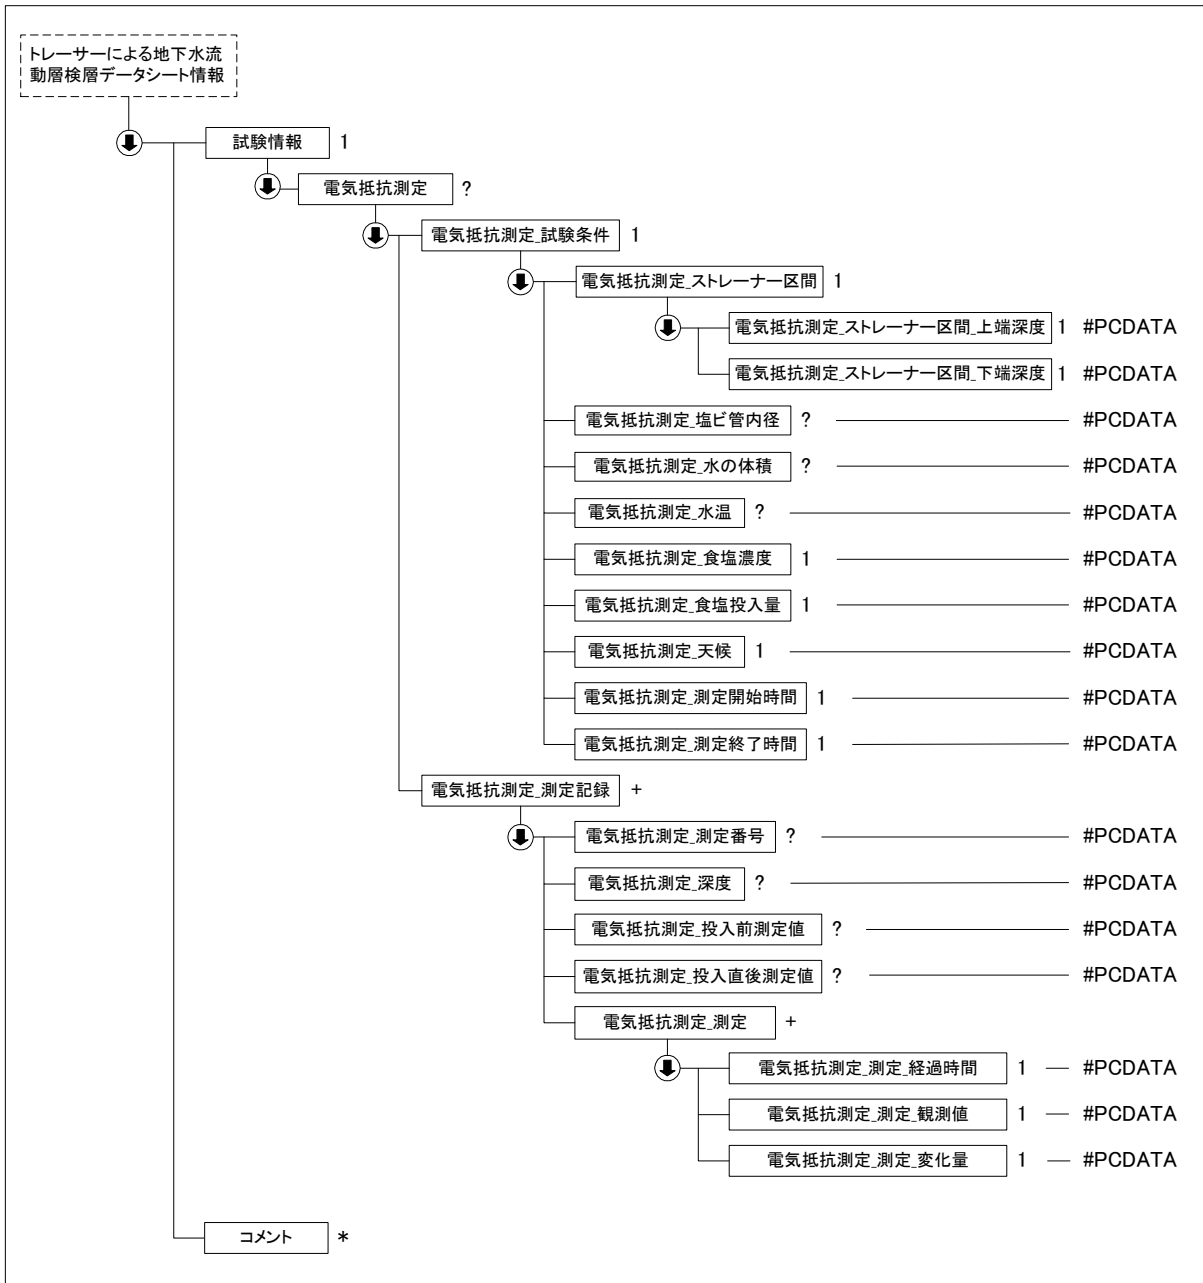 トレーサーによる地下水流
動層検層データシート情報
試験情報 1
電気抵抗測定 ?
電気抵抗測定_試験条件 1
電気抵抗測定_ストレーナー区間 1
電気抵抗測定_ストレーナー区間_上端深度 1 #PCDATA
電気抵抗測定_ストレーナー区間_下端深度 1 #PCDATA
電気抵抗測定_塩ビ管内径 ? #PCDATA
電気抵抗測定_水の体積 ? #PCDATA
電気抵抗測定_水温 ? #PCDATA
電気抵抗測定_食塩濃度 1 #PCDATA
電気抵抗測定_食塩投入量 1 #PCDATA
電気抵抗測定_天候 1 #PCDATA
電気抵抗測定_測定開始時間 1 #PCDATA
電気抵抗測定_測定終了時間 1 #PCDATA
電気抵抗測定_測定記録 +
電気抵抗測定_測定番号 ? #PCDATA
電気抵抗測定_深度 ? #PCDATA
電気抵抗測定_投入前測定値 ? #PCDATA
電気抵抗測定_投入直後測定値 ? #PCDATA
電気抵抗測定_測定 +
電気抵抗測定_測定_経過時間 1 #PCDATA
電気抵抗測定_測定_観測値 1 #PCDATA
電気抵抗測定_測定_変化量 1 #PCDATA
コメント *